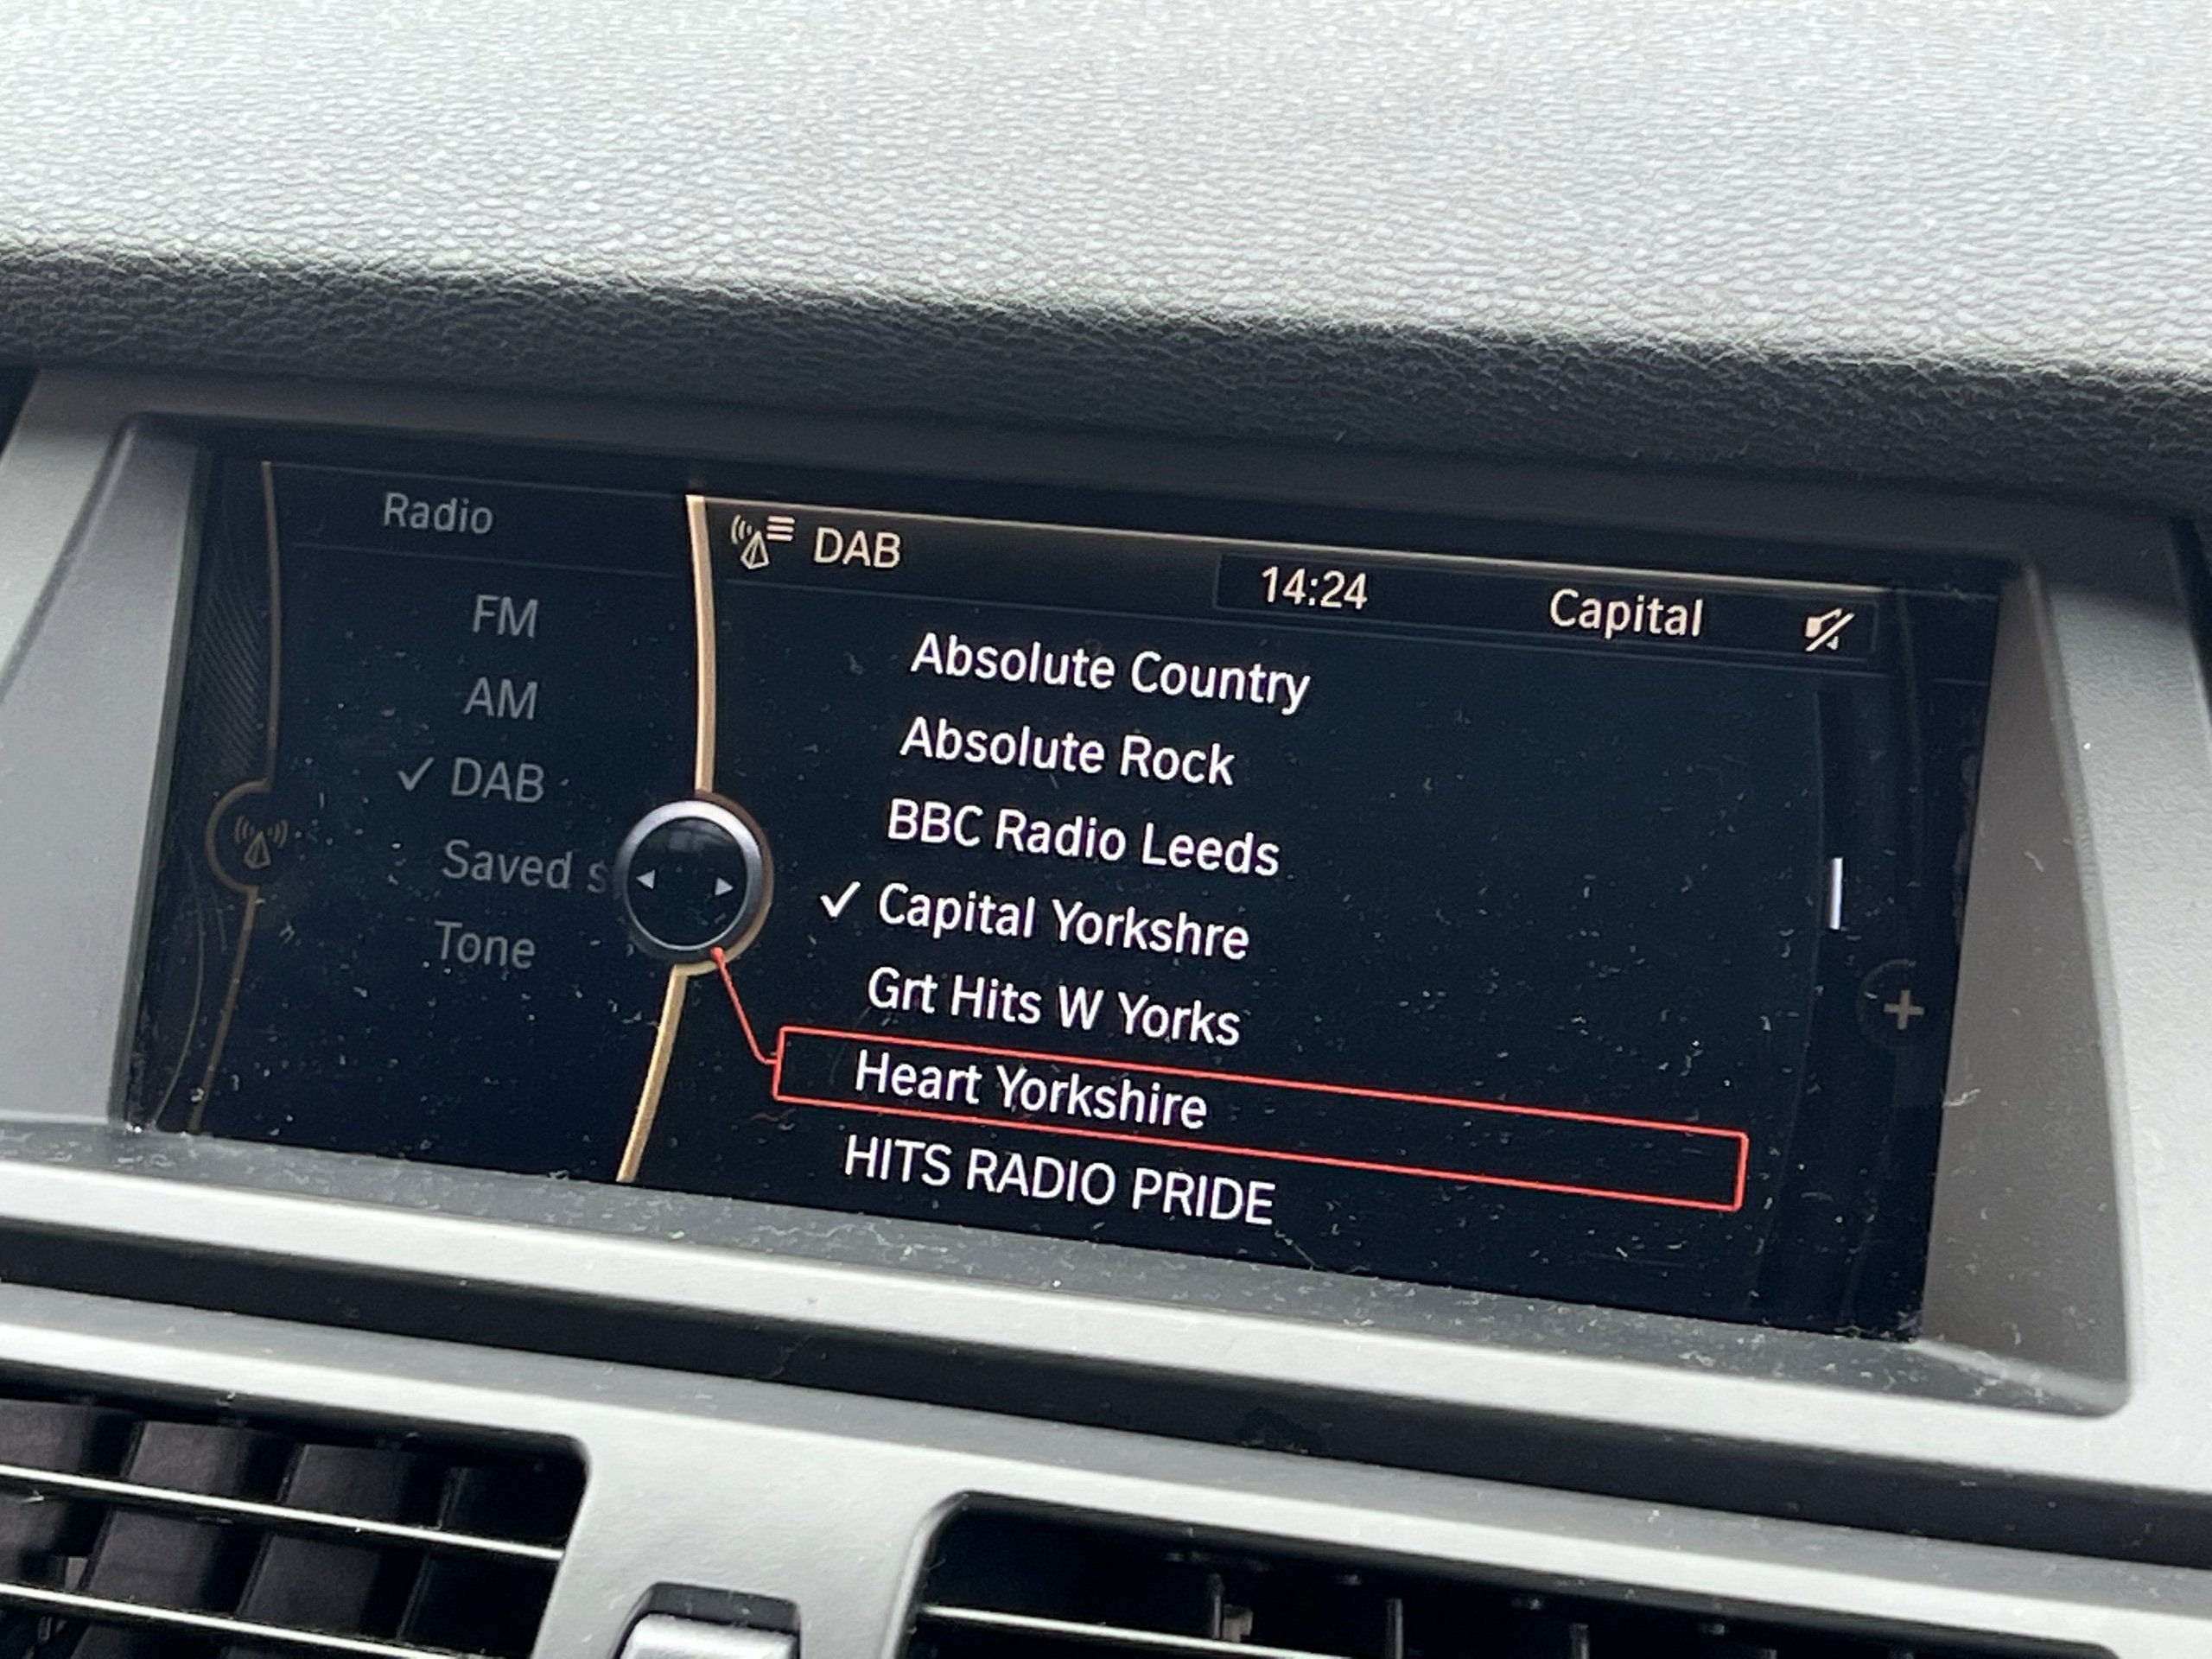 Radio
FM
AM
DAB
Saved s
Tone
DAB
14:24
Capital
Absolute Country
Absolute Rock
BBC Radio Leeds
Capital Yorkshre
Grt Hits W Yorks
Heart Yorkshire
HITS RADIO PRIDE